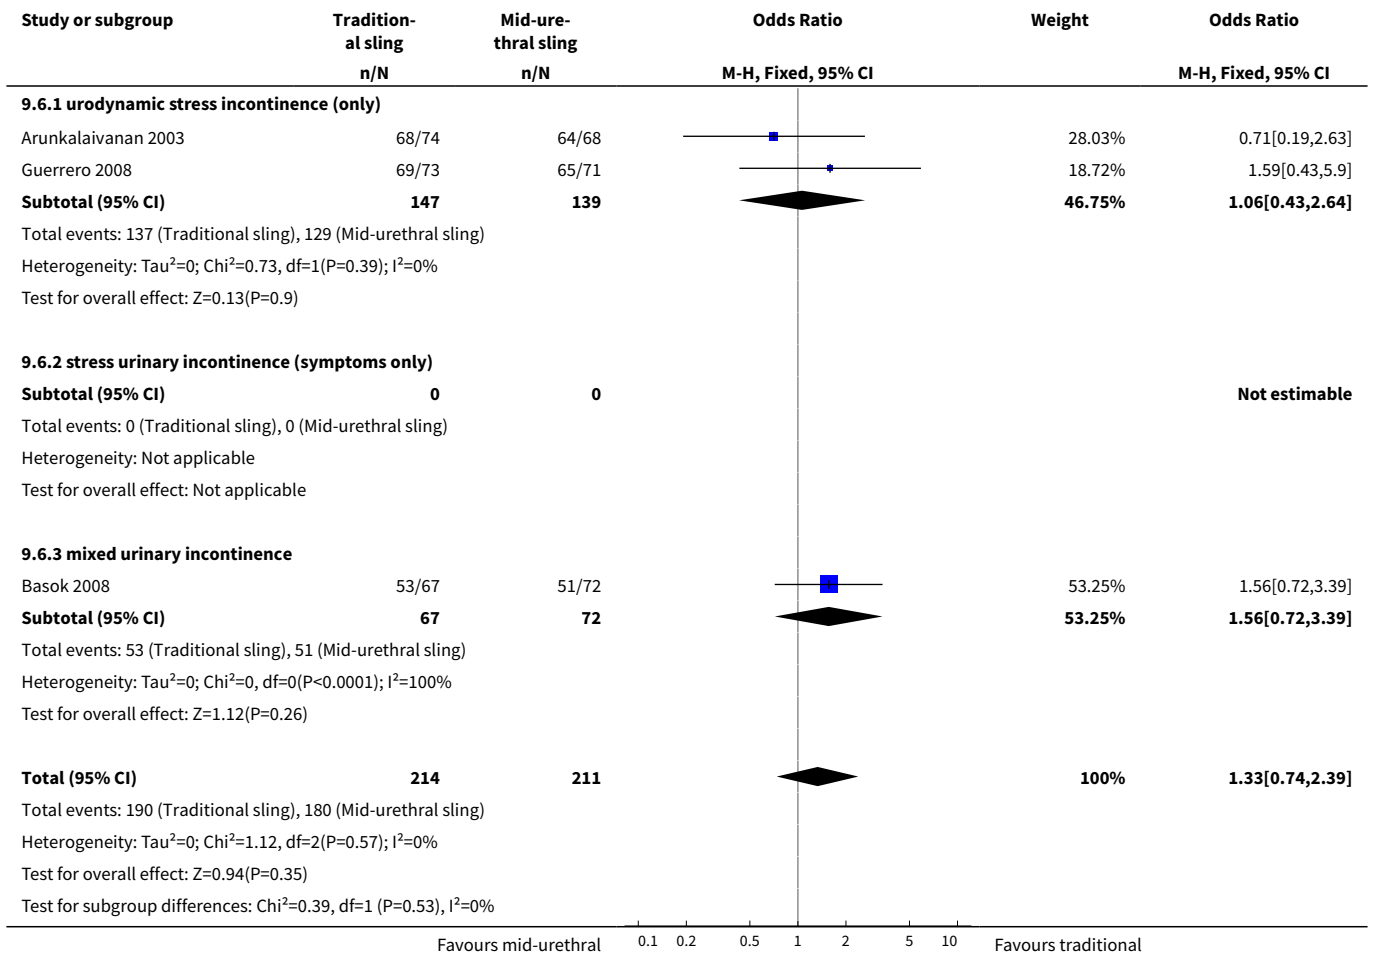 Study or subgroup Tradition- Mid-ure- Odds Ratio Weight Odds Ratio
al sling thral sling
n/N n/N M-H, Fixed, 95% CI M-H, Fixed, 95% CI
9.6.1 urodynamic stress incontinence (only)
Arunkalaivanan 2003 68/74 64/68 28.03% 0.71[0.19,2.63]
Guerrero 2008 69/73 65/71 18.72% 1.59[0.43,5.9]
Subtotal (95% CI) 147 139 46.75% 1.06[0.43,2.64]
Total events: 137 (Traditional sling), 129 (Mid-urethral sling)
Heterogeneity: Tau²=0; Chi²=0.73, df=1(P=0.39); I²=0%
Test for overall effect: Z=0.13(P=0.9)
9.6.2 stress urinary incontinence (symptoms only)
Subtotal (95% CI) 0 0 Not estimable
Total events: 0 (Traditional sling), 0 (Mid-urethral sling)
Heterogeneity: Not applicable
Test for overall effect: Not applicable
9.6.3 mixed urinary incontinence
Basok 2008 53/67 51/72 53.25% 1.56[0.72,3.39]
Subtotal (95% CI) 67 72 53.25% 1.56[0.72,3.39]
Total events: 53 (Traditional sling), 51 (Mid-urethral sling)
Heterogeneity: Tau²=0; Chi²=0, df=0(P<0.0001); I²=100%
Test for overall effect: Z=1.12(P=0.26)
Total (95% CI) 214 211 100% 1.33[0.74,2.39]
Total events: 190 (Traditional sling), 180 (Mid-urethral sling)
Heterogeneity: Tau²=0; Chi²=1.12, df=2(P=0.57); I²=0%
Test for overall effect: Z=0.94(P=0.35)
Test for subgroup differences: Chi²=0.39, df=1 (P=0.53), I²=0%
Favours mid-urethral 0.1 0.2 0.5 1 2 5 10 Favours traditional